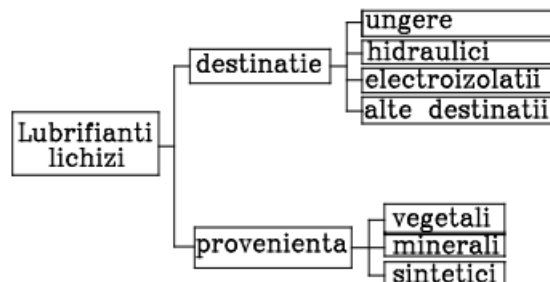 Lubrifianti
lichizi
destinatie
ungere
hidraulici
electroizolatii
alte destinatii
provenienta
vegetali
minerali
sintetici